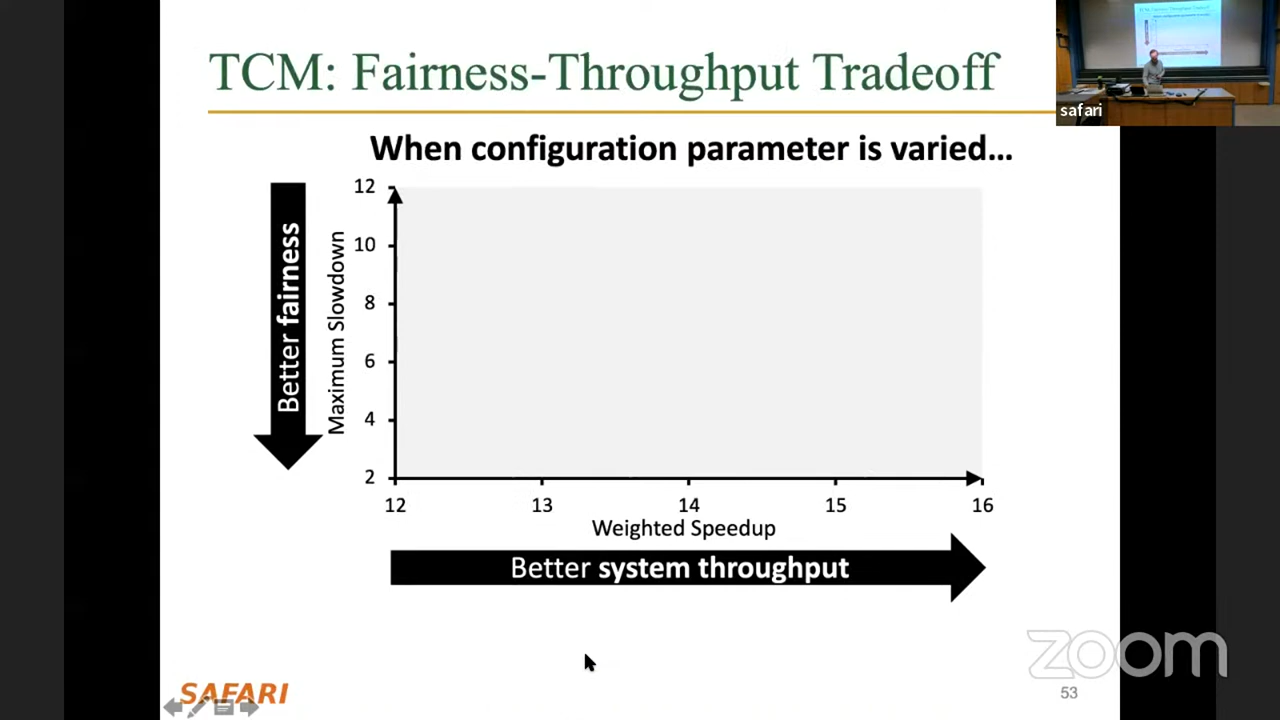 TCM: Fairness-Throughput Tradeoff
safari
When configuration parameter is varied...
Better fairness
Maximum Slowdown
12
10
8
6
4
2
12 13 14 15 16
Weighted Speedup
Better system throughput
zoom
SAFARI
53